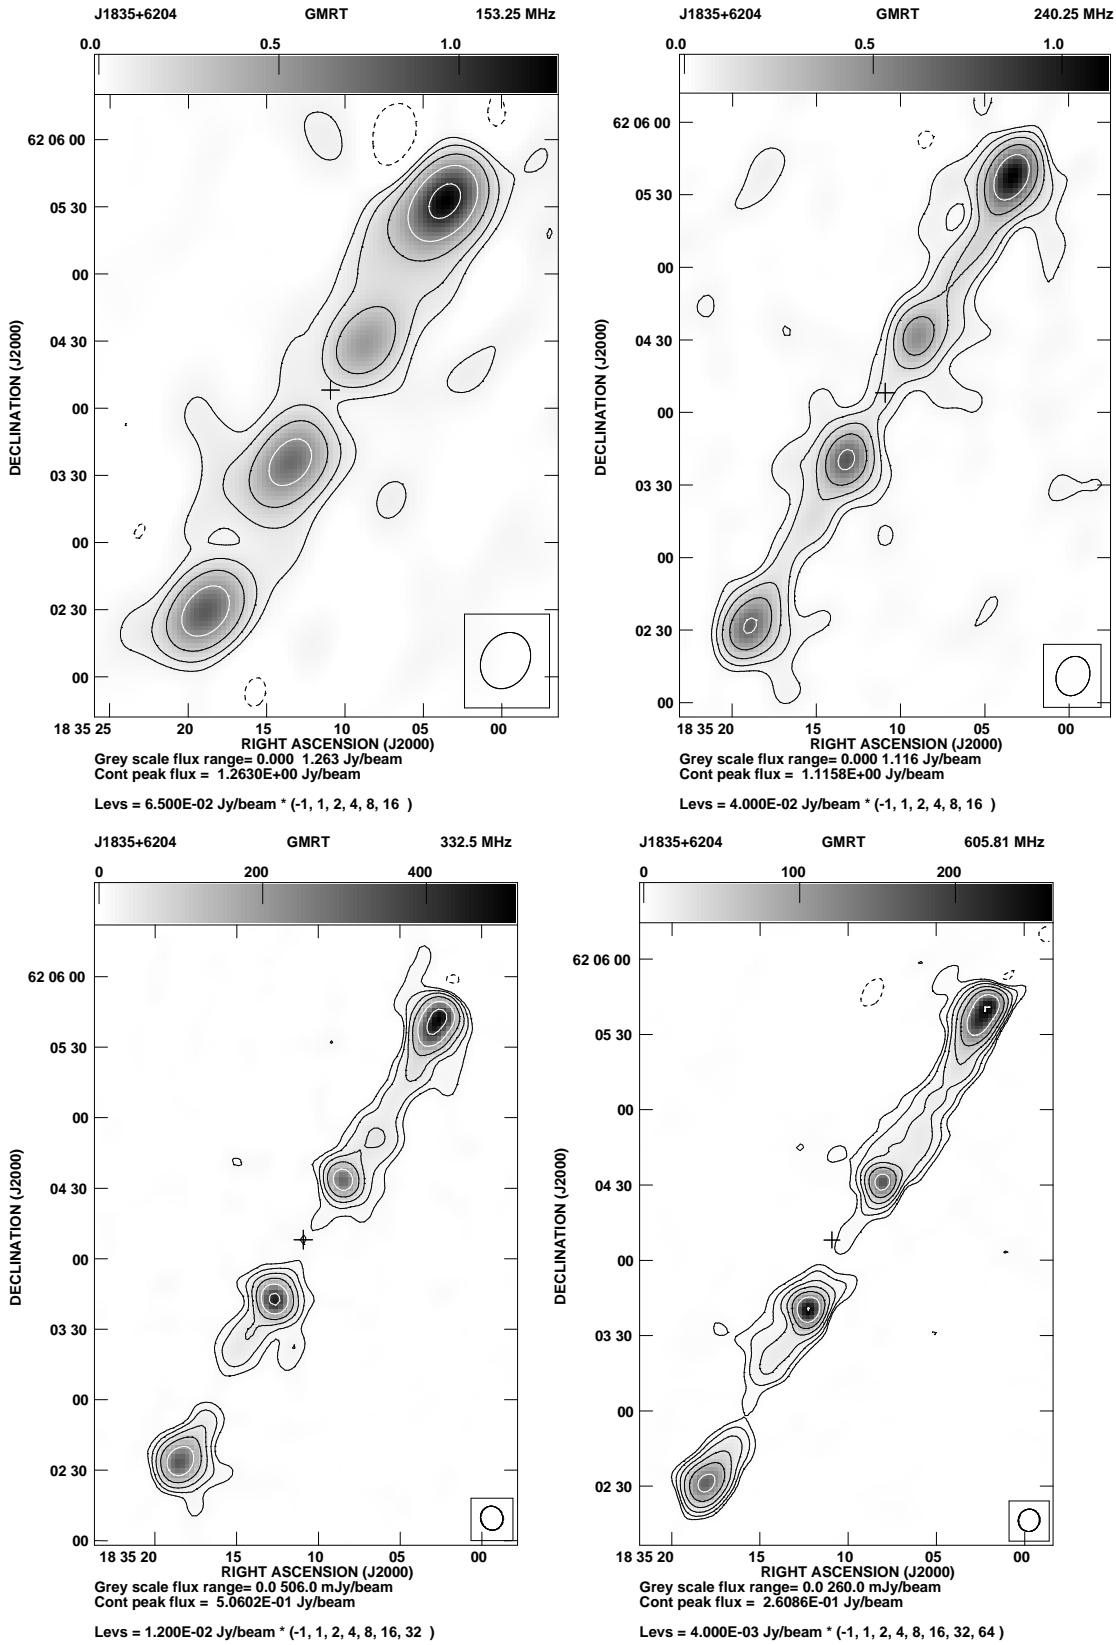 J1835+6204 GMRT 153.25 MHz
0.0 0.5 1.0
62 06 00
05 30
00
04 30
00
03 30
00
02 30
00
DECLINATION (J2000)
18 35 25 20 15 10 05 00
RIGHT ASCENSION (J2000)
Grey scale flux range= 0.000 1.263 Jy/beam
Cont peak flux = 1.2630E+00 Jy/beam
Levs = 6.500E-02 Jy/beam * (-1, 1, 2, 4, 8, 16 )
J1835+6204 GMRT 240.25 MHz
0.0 0.5 1.0
62 06 00
05 30
00
04 30
00
03 30
00
02 30
00
DECLINATION (J2000)
18 35 20 15 10 05 00
RIGHT ASCENSION (J2000)
Grey scale flux range= 0.000 1.116 Jy/beam
Cont peak flux = 1.1158E+00 Jy/beam
Levs = 4.000E-02 Jy/beam * (-1, 1, 2, 4, 8, 16 )
J1835+6204 GMRT 332.5 MHz
0 200 400
62 06 00
05 30
00
04 30
00
03 30
00
02 30
00
DECLINATION (J2000)
18 35 20 15 10 05 00
RIGHT ASCENSION (J2000)
Grey scale flux range= 0.0 506.0 mJy/beam
Cont peak flux = 5.0602E-01 Jy/beam
Levs = 1.200E-02 Jy/beam * (-1, 1, 2, 4, 8, 16, 32 )
J1835+6204 GMRT 605.81 MHz
0 100 200
62 06 00
05 30
00
04 30
00
03 30
00
02 30
DECLINATION (J2000)
18 35 20 15 10 05 00
RIGHT ASCENSION (J2000)
Grey scale flux range= 0.0 260.0 mJy/beam
Cont peak flux = 2.6086E-01 Jy/beam
Levs = 4.000E-03 Jy/beam * (-1, 1, 2, 4, 8, 16, 32, 64 )